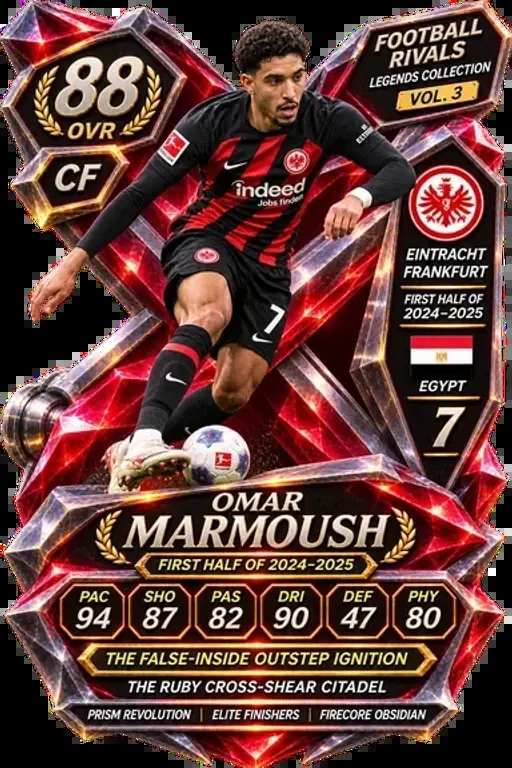 88
OVR
CF
FOOTBALL
RIVALS
LEGENDS COLLECTION
VOL. 3
EINTRACHT
FRANKFURT
FIRST HALF OF
2024–2025
EGYPT
7
indeed
Jobs finden
7
OMAR
MARMOUSH
FIRST HALF OF 2024–2025
PAC SHO PAS DRI DEF PHY
94 87 82 90 47 80
THE FALSE-INSIDE OUTSTEP IGNITION
THE RUBY CROSS-SHEAR CITADEL
PRISM REVOLUTION | ELITE FINISHERS | FIRECORE OBSIDIAN